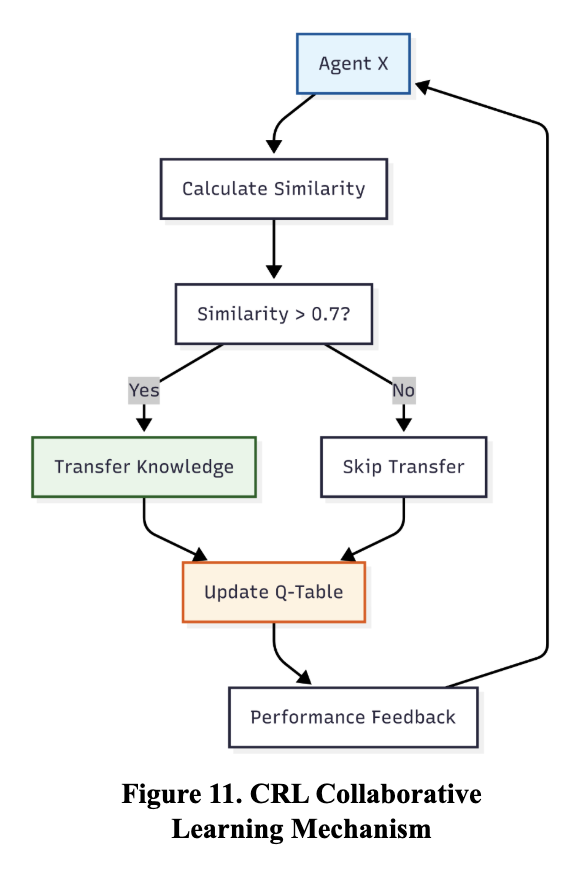 Agent X
Calculate Similarity
Similarity > 0.7?
Yes
No
Transfer Knowledge
Skip Transfer
Update Q-Table
Performance Feedback
Figure 11. CRL Collaborative
Learning Mechanism